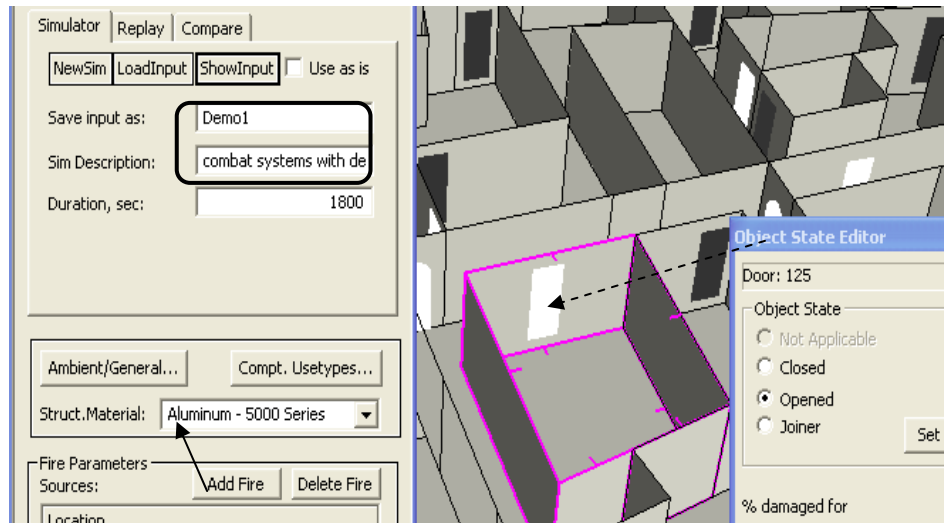 Simulator Replay Compare
NewSim LoadInput ShowInput Use as is
Save input as: Demo1
Sim Description: combat systems with de
Duration, sec: 1800
Ambient/General... Compt. Usetypes...
Struct.Material: Aluminum - 5000 Series
Fire Parameters
Sources: Add Fire Delete Fire
Location
Object State Editor
Door: 125
Object State
Not Applicable
Closed
Opened
Joiner
Set
% damaged for